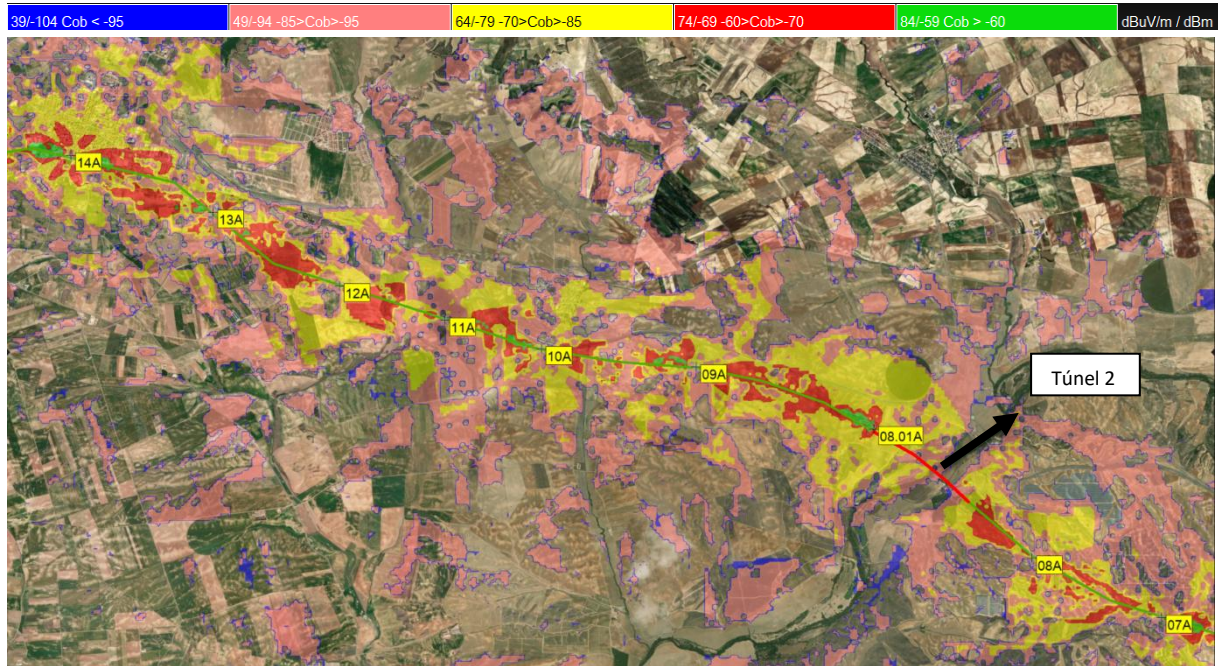 39/-104 Cob < -95
49/-94 -85>Cob>-95
64/-79 -70>Cob>-85
74/-69 -60>Cob>-70
84/-59 Cob > -60
dBuV/m / dBm
14A
13A
12A
11A
10A
09A
Túnel 2
08.01A
08A
07A